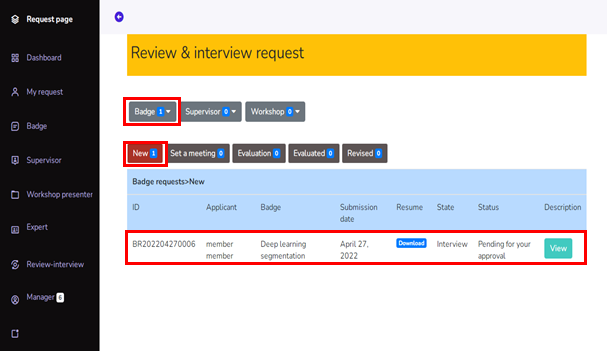 Request page
Dashboard
My request
Badge
Supervisor
Workshop presenter
Expert
Review-interview
Manager 6
Review & interview request
Badge 1 Supervisor 0 Workshop 0
New 1 Set a meeting 0 Evaluation 0 Evaluated 0 Revised 0
Badge requests>New
ID Applicant Badge Submission date Resume State Status Description
BR202204270006 member member Deep learning segmentation April 27, 2022 Download Interview Pending for your approval View